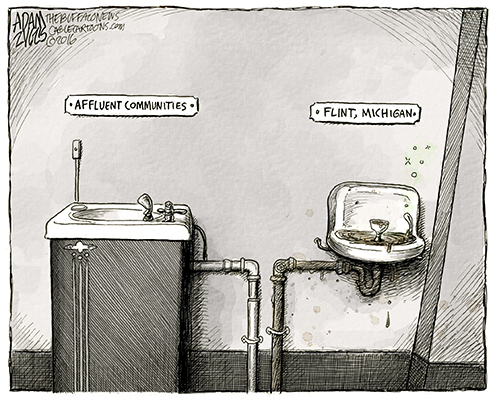 ADAM
ZYGLIS
THE BUFFALO NEWS
CAGLECARTOONS.COM
©2016
• AFFLUENT COMMUNITIES •
• FLINT, MICHIGAN •